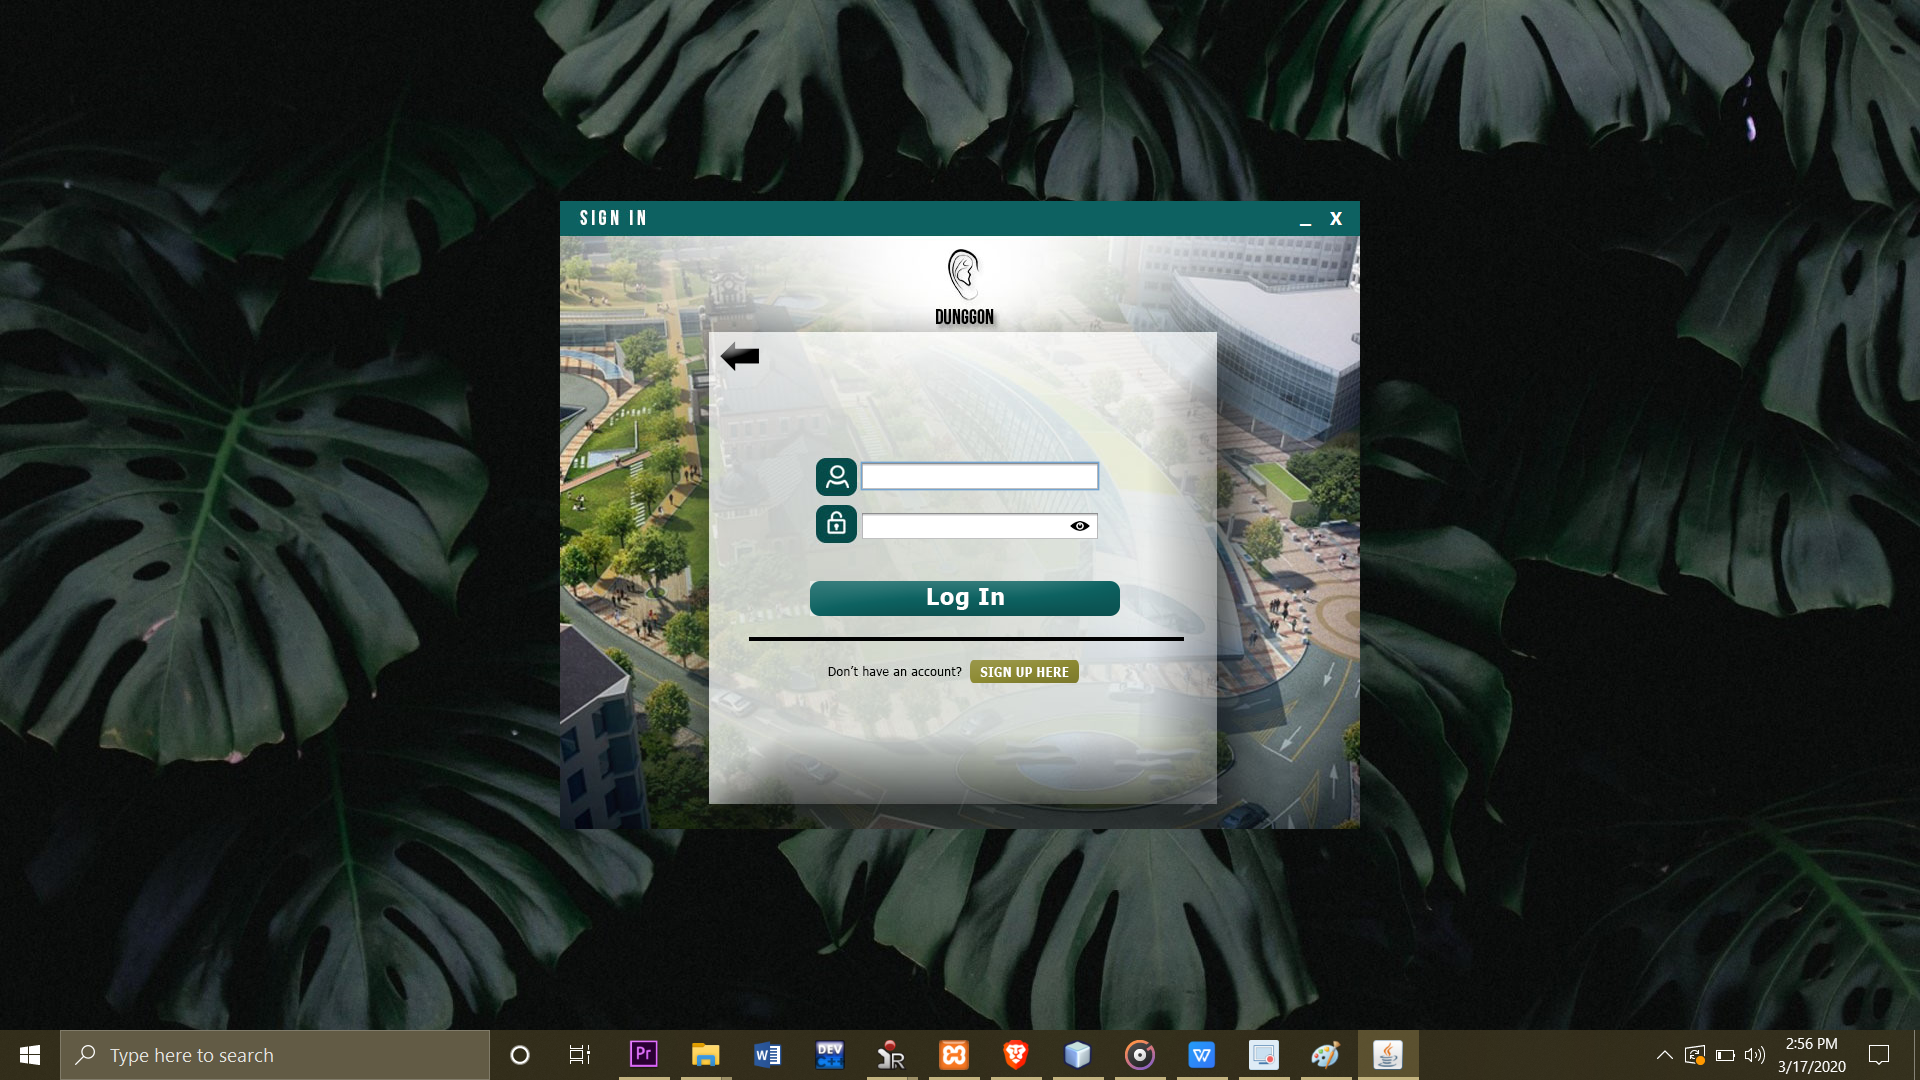 SIGN IN
_ X
DUNGGON
Log In
Don't have an account? SIGN UP HERE
Type here to search
Pr
W
DEV
C++
R
W
2:56 PM
3/17/2020